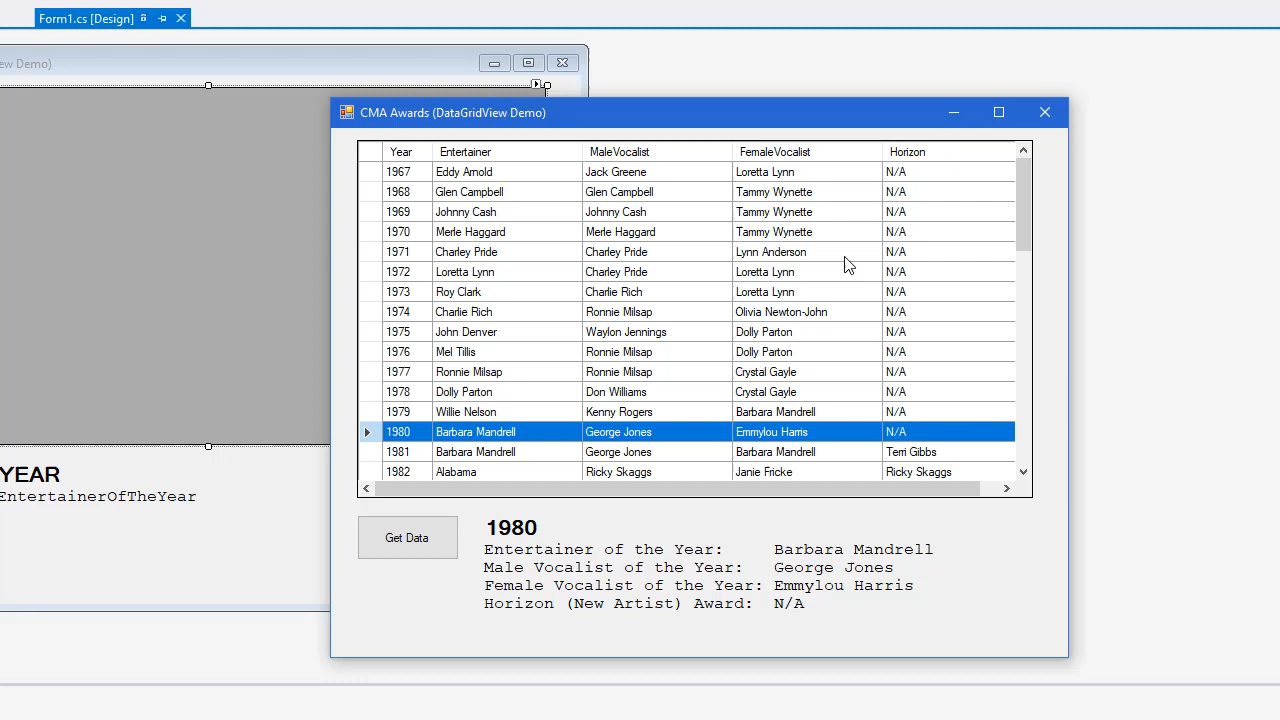 Form1.cs [Design]
ew Demo)
CMA Awards (DataGridView Demo)
Year Entertainer MaleVocalist FemaleVocalist Horizon
1967 Eddy Arnold Jack Greene Loretta Lynn N/A
1968 Glen Campbell Glen Campbell Tammy Wynette N/A
1969 Johnny Cash Johnny Cash Tammy Wynette N/A
1970 Merle Haggard Merle Haggard Tammy Wynette N/A
1971 Charley Pride Charley Pride Lynn Anderson N/A
1972 Loretta Lynn Charley Pride Loretta Lynn N/A
1973 Roy Clark Charlie Rich Loretta Lynn N/A
1974 Charlie Rich Ronnie Milsap Olivia Newton-John N/A
1975 John Denver Waylon Jennings Dolly Parton N/A
1976 Mel Tillis Ronnie Milsap Dolly Parton N/A
1977 Ronnie Milsap Ronnie Milsap Crystal Gayle N/A
1978 Dolly Parton Don Williams Crystal Gayle N/A
1979 Willie Nelson Kenny Rogers Barbara Mandrell N/A
1980 Barbara Mandrell George Jones Emmylou Harris N/A
1981 Barbara Mandrell George Jones Barbara Mandrell Terri Gibbs
1982 Alabama Ricky Skaggs Janie Fricke Ricky Skaggs
YEAR
EntertainerOfTheYear
Get Data
1980
Entertainer of the Year: Barbara Mandrell
Male Vocalist of the Year: George Jones
Female Vocalist of the Year: Emmylou Harris
Horizon (New Artist) Award: N/A